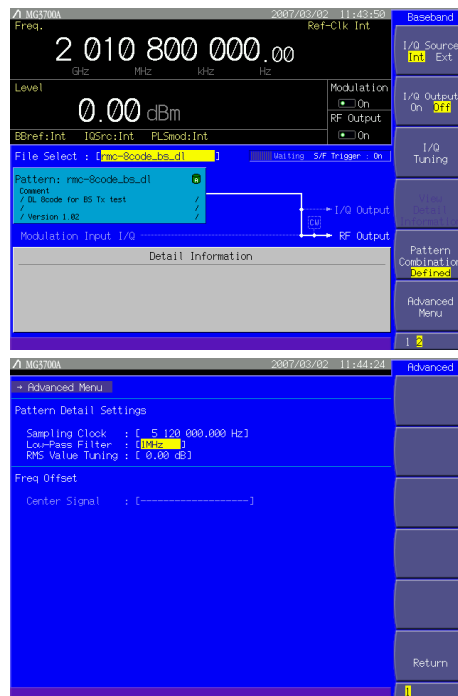 MG3700A 2007/03/02 11:43:50 Baseband
Freq. Ref-Clk Int
2 010 800 000.00
GHz MHz kHz Hz
I/Q Source
Int Ext
Level Modulation
On
0.00 dBm
RF Output
On
I/Q Output
On Off
BBref:Int IQSrc:Int PLSmod:Int
File Select : [rmc-8code_bs_dl ] Waiting S/F Trigger : On
I/Q
Tuning
Pattern: rmc-8code_bs_dl A
Comment
/ DL 8code for BS Tx test /
/ /
/ Version 1.02 /
I/Q Output
CW
Modulation Input I/Q RF Output
View
Detail
Information
Detail Information
Pattern
Combination
Defined
Advanced
Menu
1 2
MG3700A 2007/03/02 11:44:24 Advanced
→ Advanced Menu
Pattern Detail Settings
Sampling Clock : [ 5 120 000.000 Hz]
Low-Pass Filter : [1MHz ]
RMS Value Tuning : [ 0.00 dB]
Freq Offset
Center Signal : [-------------------]
Return
1